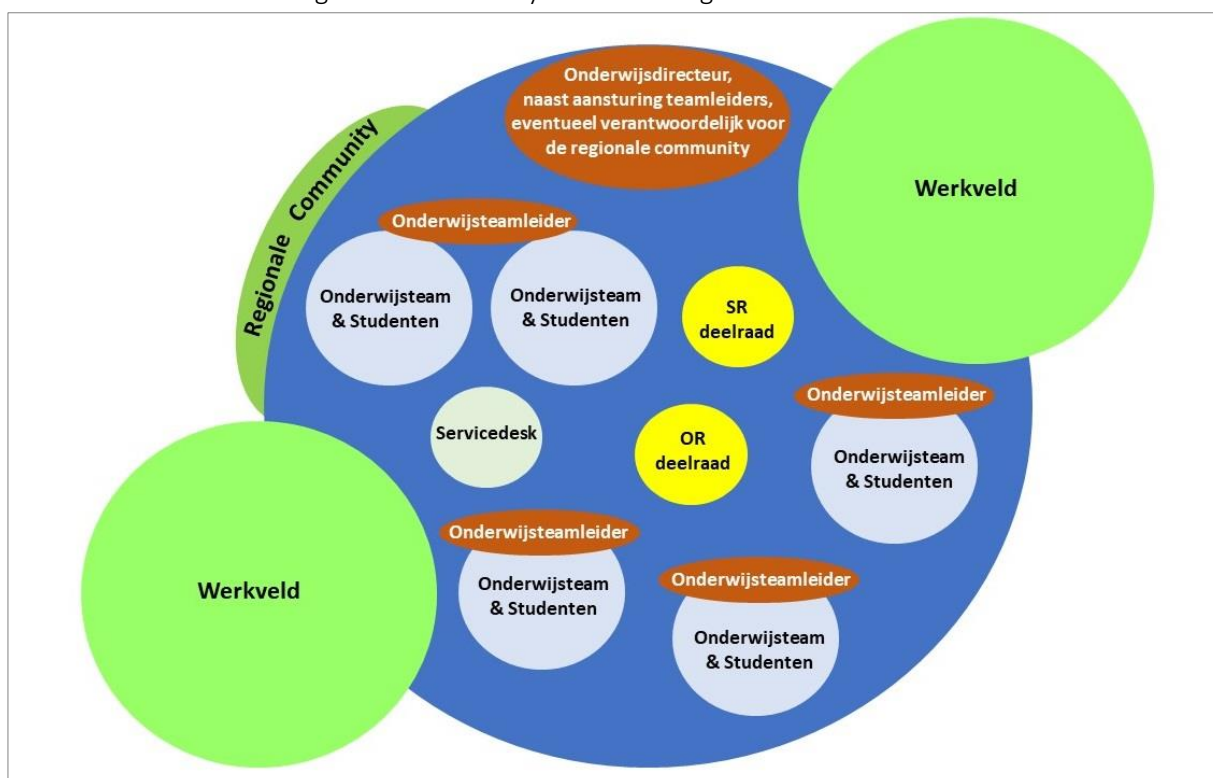 Onderwijsdirecteur,
naast aansturing teamleiders,
eventueel verantwoordelijk voor
de regionale community
Werkveld
Regionale Community
Onderwijsteamleider
Onderwijsteam
& Studenten
Onderwijsteam
& Studenten
SR
deelraad
Onderwijsteamleider
Onderwijsteam
& Studenten
Servicedesk
OR
deelraad
Onderwijsteamleider
Onderwijsteam
& Studenten
Werkveld
Onderwijsteamleider
Onderwijsteam
& Studenten